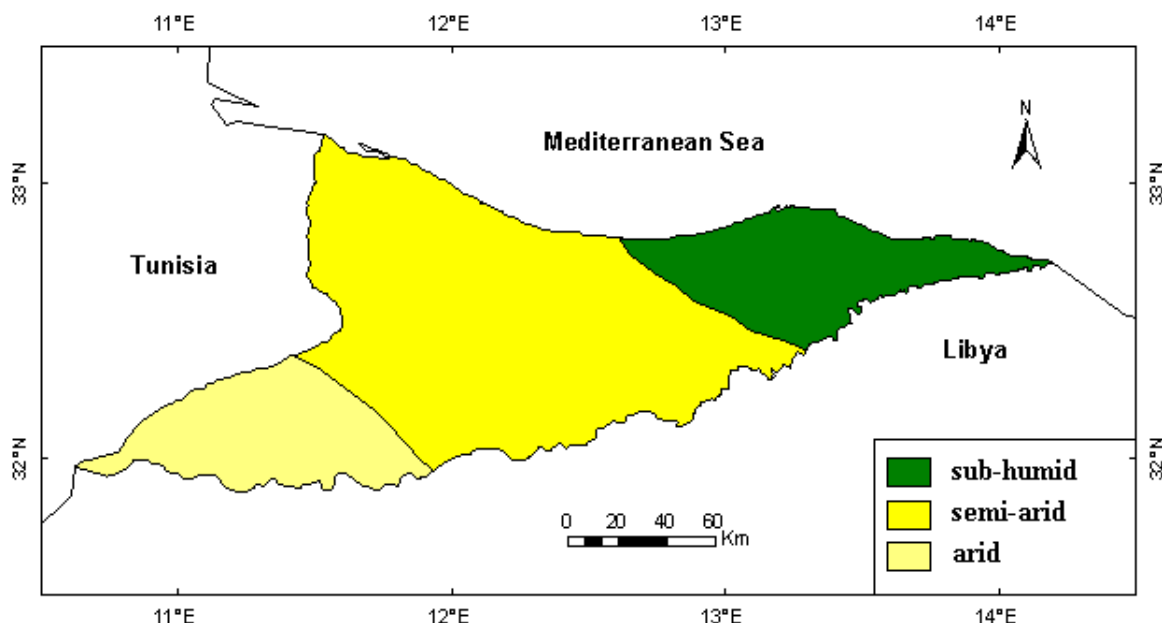 11°E 12°E 13°E 14°E
Mediterranean Sea
N
33°N 33°N
Tunisia
Libya
32°N 32°N
sub-humid
semi-arid
arid
0 20 40 60
Km
11°E 12°E 13°E 14°E